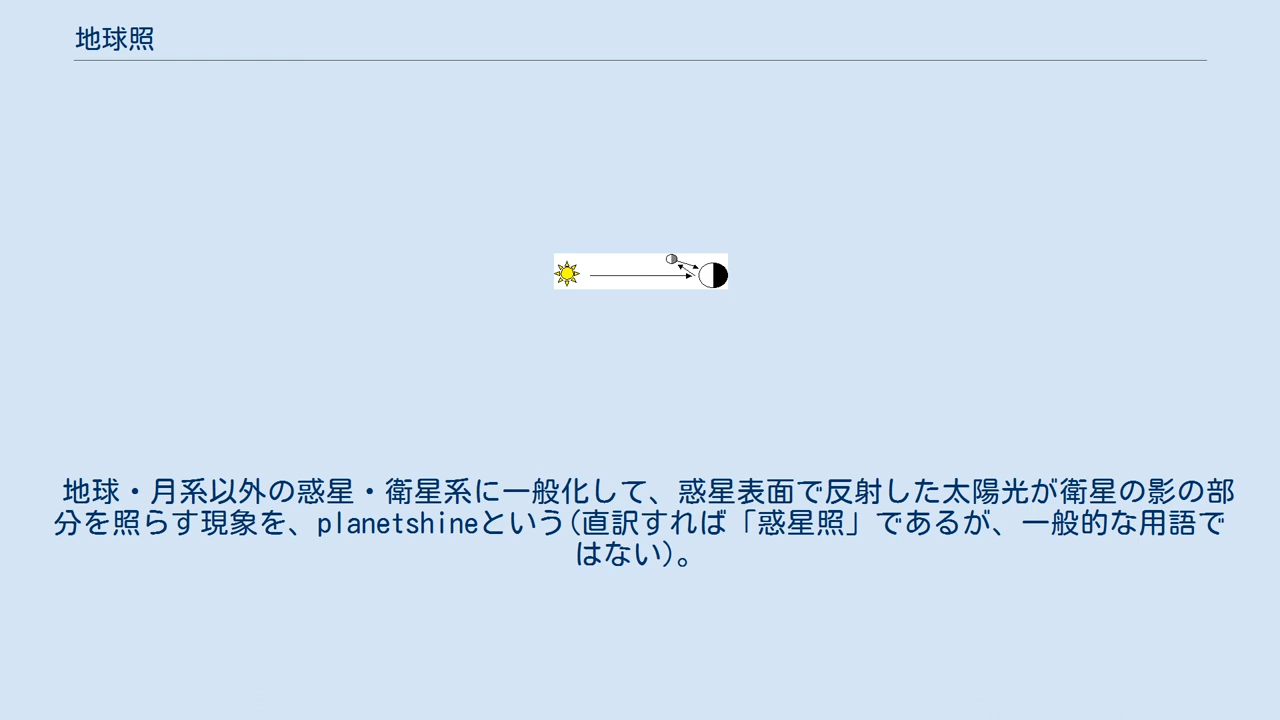 地球照
地球・月系以外の惑星・衛星系に一般化して、惑星表面で反射した太陽光が衛星の影の部
分を照らす現象を、planetshineという(直訳すれば「惑星照」であるが、一般的な用語で
はない)。